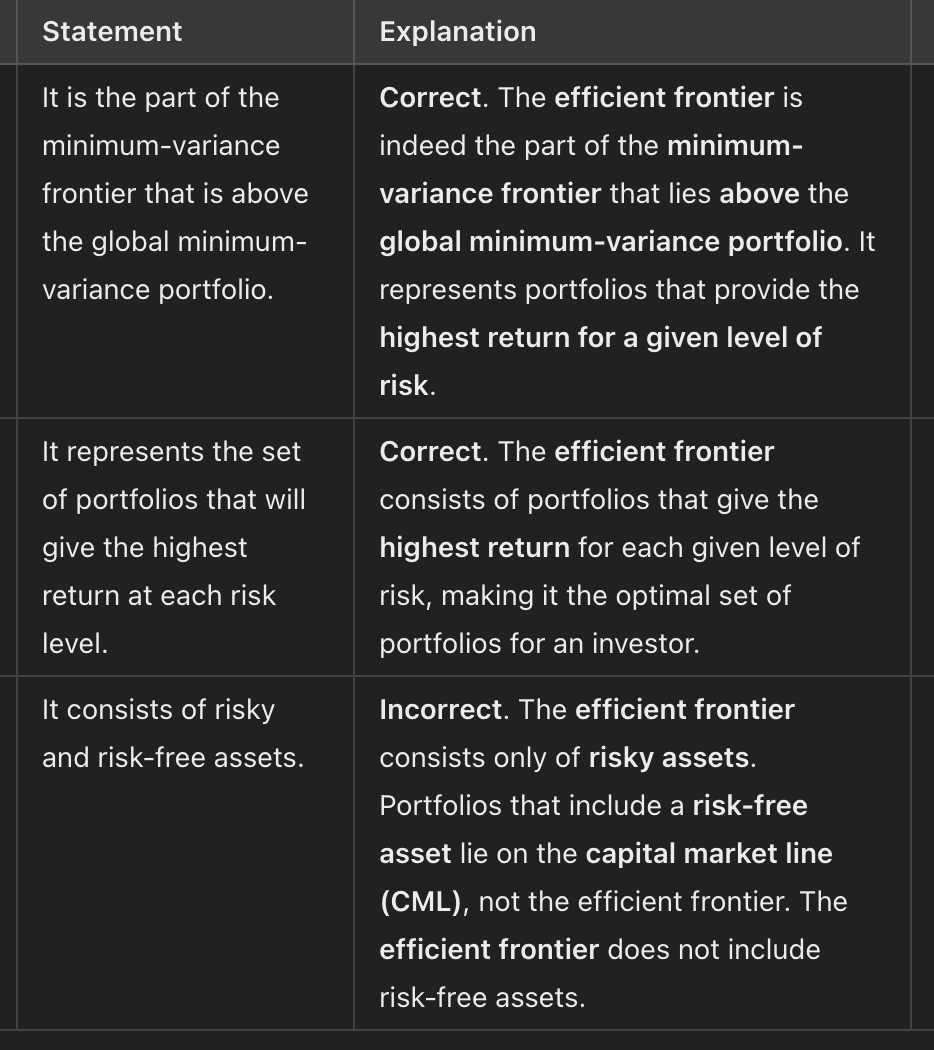 Statement
Explanation
It is the part of the
minimum-variance
frontier that is above
the global minimum-
variance portfolio.
Correct. The efficient frontier is
indeed the part of the minimum-
variance frontier that lies above the
global minimum-variance portfolio. It
represents portfolios that provide the
highest return for a given level of
risk.
It represents the set
of portfolios that will
give the highest
return at each risk
level.
Correct. The efficient frontier
consists of portfolios that give the
highest return for each given level of
risk, making it the optimal set of
portfolios for an investor.
It consists of risky
and risk-free assets.
Incorrect. The efficient frontier
consists only of risky assets.
Portfolios that include a risk-free
asset lie on the capital market line
(CML), not the efficient frontier. The
efficient frontier does not include
risk-free assets.